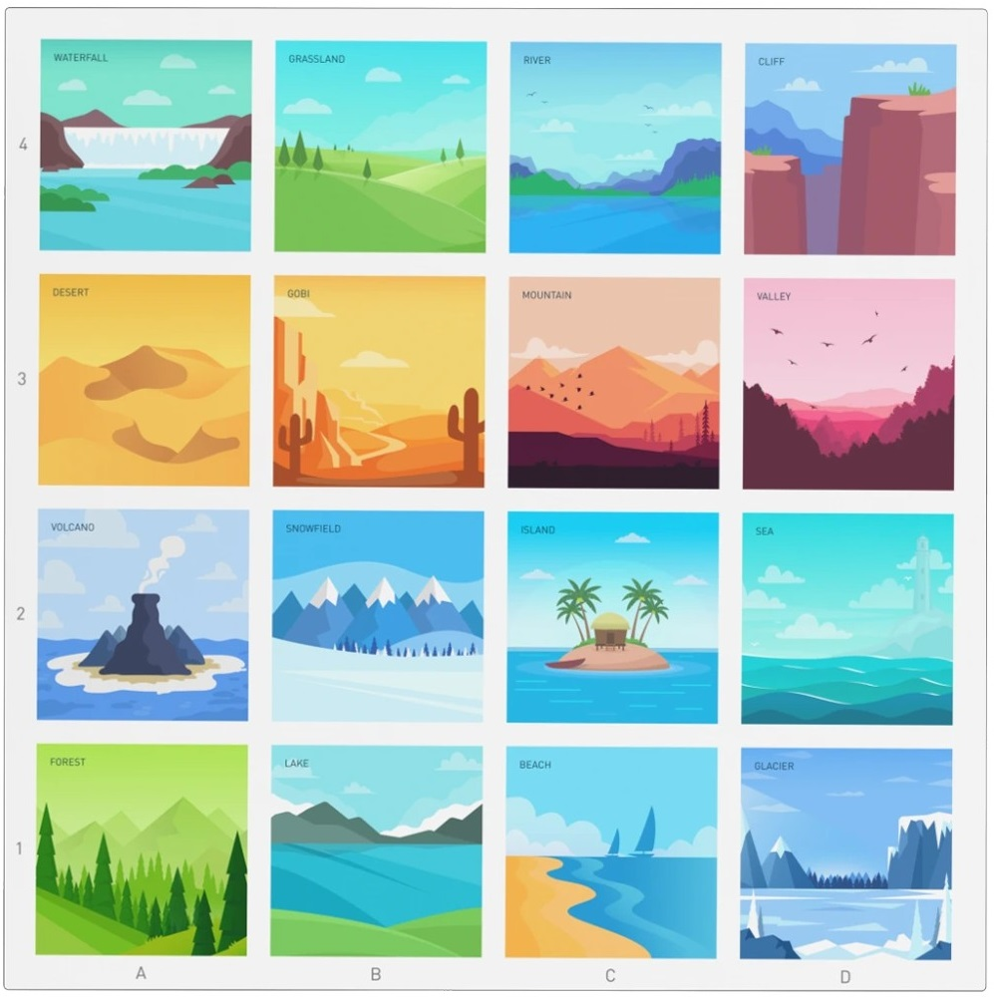 WATERFALL
GRASSLAND
RIVER
CLIFF
4
DESERT
GOBI
MOUNTAIN
VALLEY
3
VOLCANO
SNOWFIELD
ISLAND
SEA
2
FOREST
LAKE
BEACH
GLACIER
1
A
B
C
D